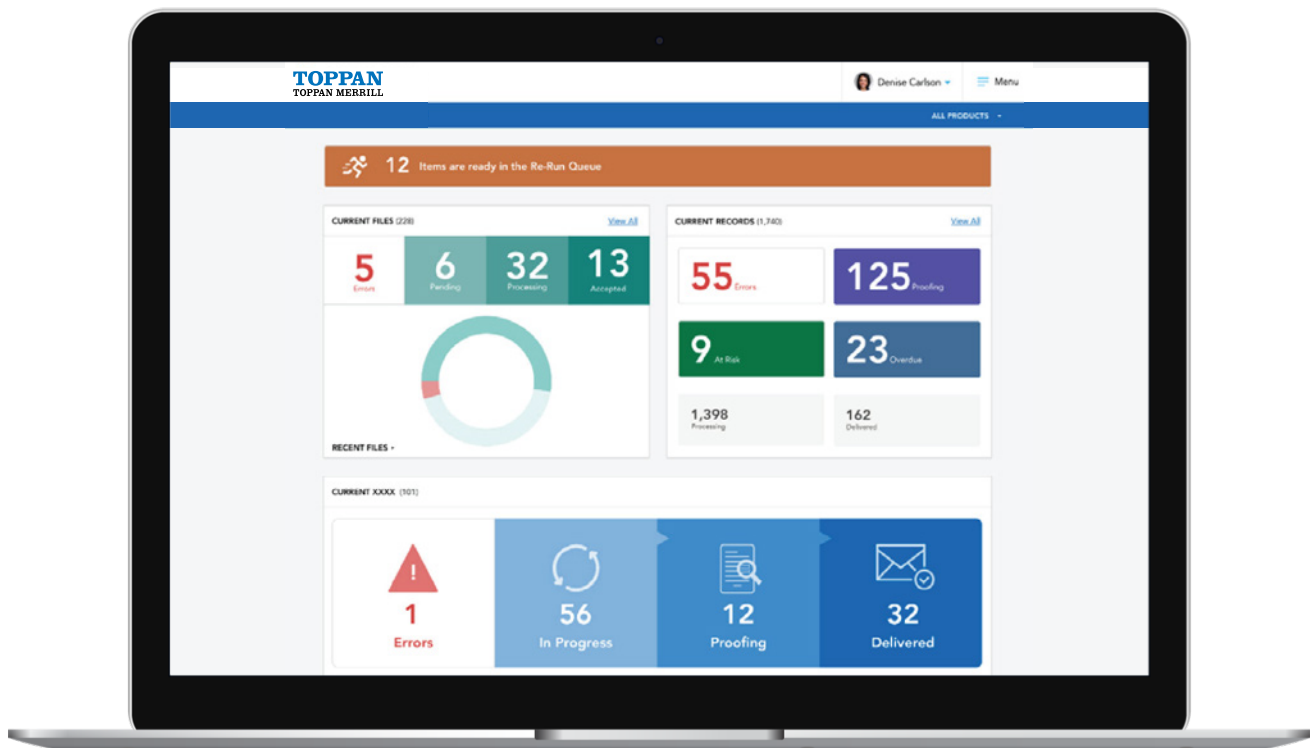 TOPPAN
TOPPAN MERRILL
Denise Carlson
Menu
ALL PRODUCTS
12 Items are ready in the Re-Run Queue
CURRENT FILES (228)
View All
5
Errors
6
Pending
32
Processing
13
Accepted
RECENT FILES
CURRENT RECORDS (1,740)
View All
55 Errors
125 Proofing
9 At Risk
23 Overdue
1,398
Processing
162
Delivered
CURRENT XXXX (101)
!
1
Errors
56
In Progress
12
Proofing
32
Delivered